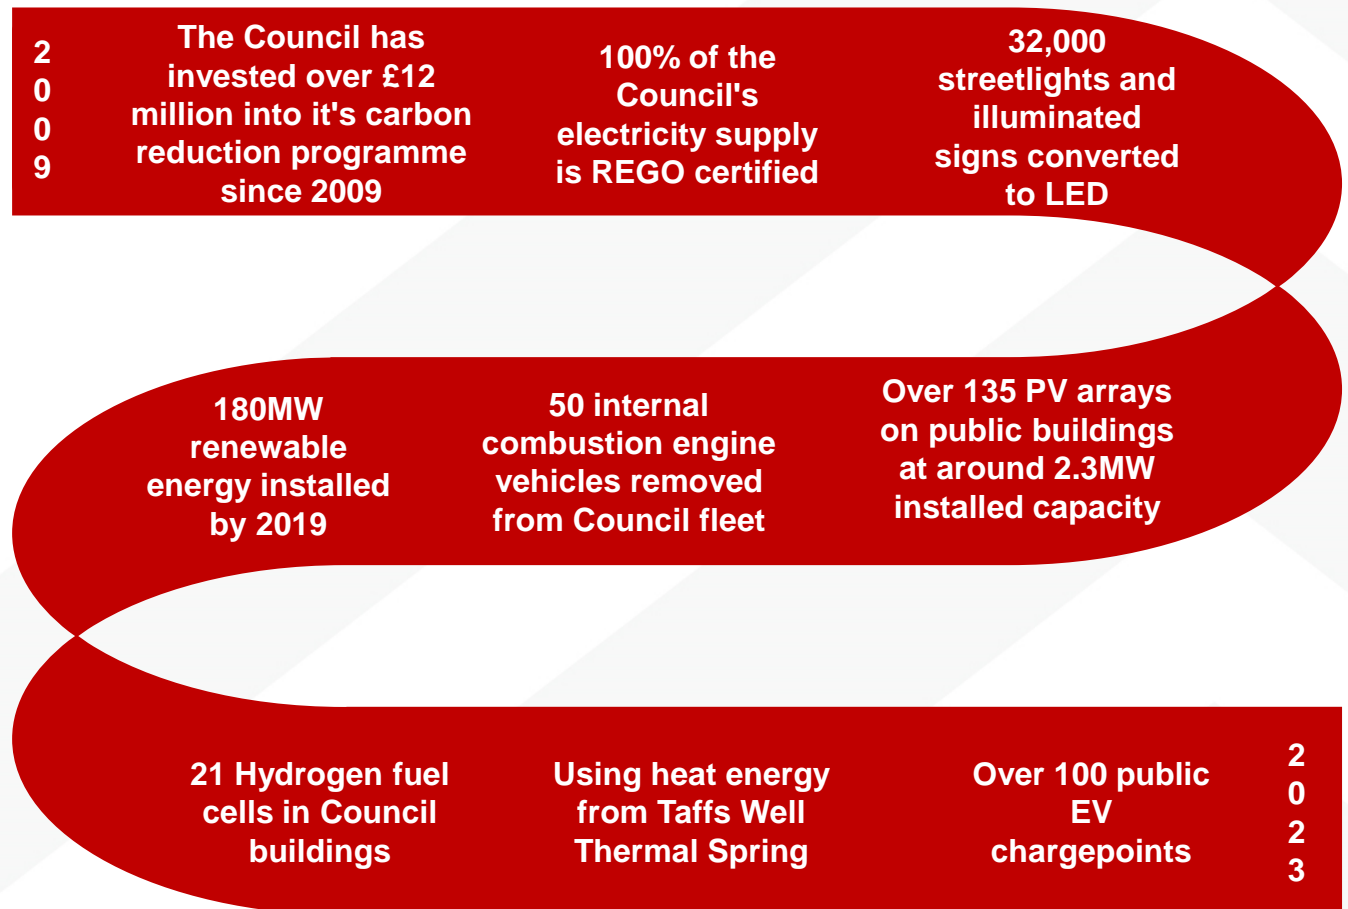 2
0
0
9
The Council has
invested over £12
million into it's carbon
reduction programme
since 2009
100% of the
Council's
electricity supply
is REGO certified
32,000
streetlights and
illuminated
signs converted
to LED
Over 135 PV arrays
on public buildings
at around 2.3MW
installed capacity
50 internal
combustion engine
vehicles removed
from Council fleet
180MW
renewable
energy installed
by 2019
21 Hydrogen fuel
cells in Council
buildings
Using heat energy
from Taffs Well
Thermal Spring
Over 100 public
EV
chargepoints
2
0
2
3